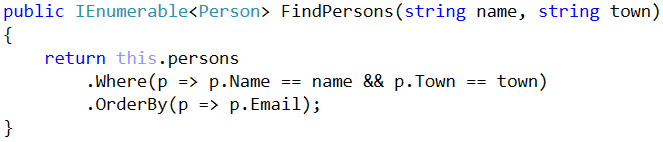 public IEnumerable<Person> FindPersons(string name, string town)
{
    return this.persons
        .Where(p => p.Name == name && p.Town == town)
        .OrderBy(p => p.Email);
}